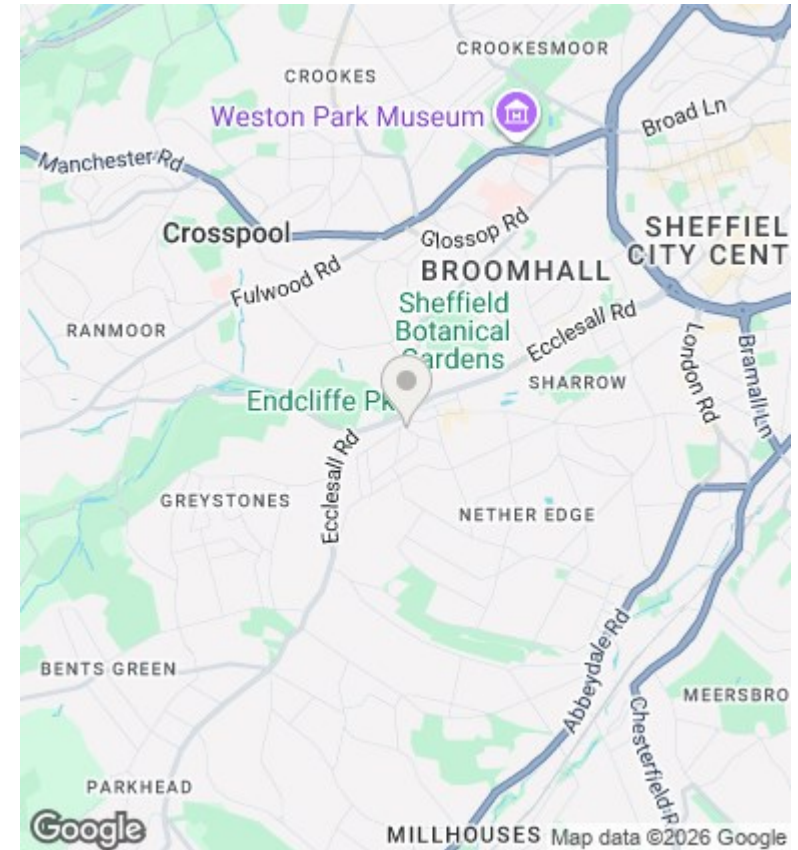 CROOKESMOOR
CROOKES
Weston Park Museum
Broad Ln
Manchester Rd
Crosspool
Glossop Rd
SHEFFIEL
CITY CENT
BROOMHALL
Fulwood Rd
Sheffield
Botanical
Gardens
RANMOOR
Ecclesall Rd
London Rd
Bramall Ln
SHARROW
Endcliffe Pk
Ecclesall Rd
GREYSTONES
NETHER EDGE
Abbeydale Rd
BENTS GREEN
MEERSBRO
Chesterfield R
PARKHEAD
Google
MILLHOUSES
Map data ©2026 Google